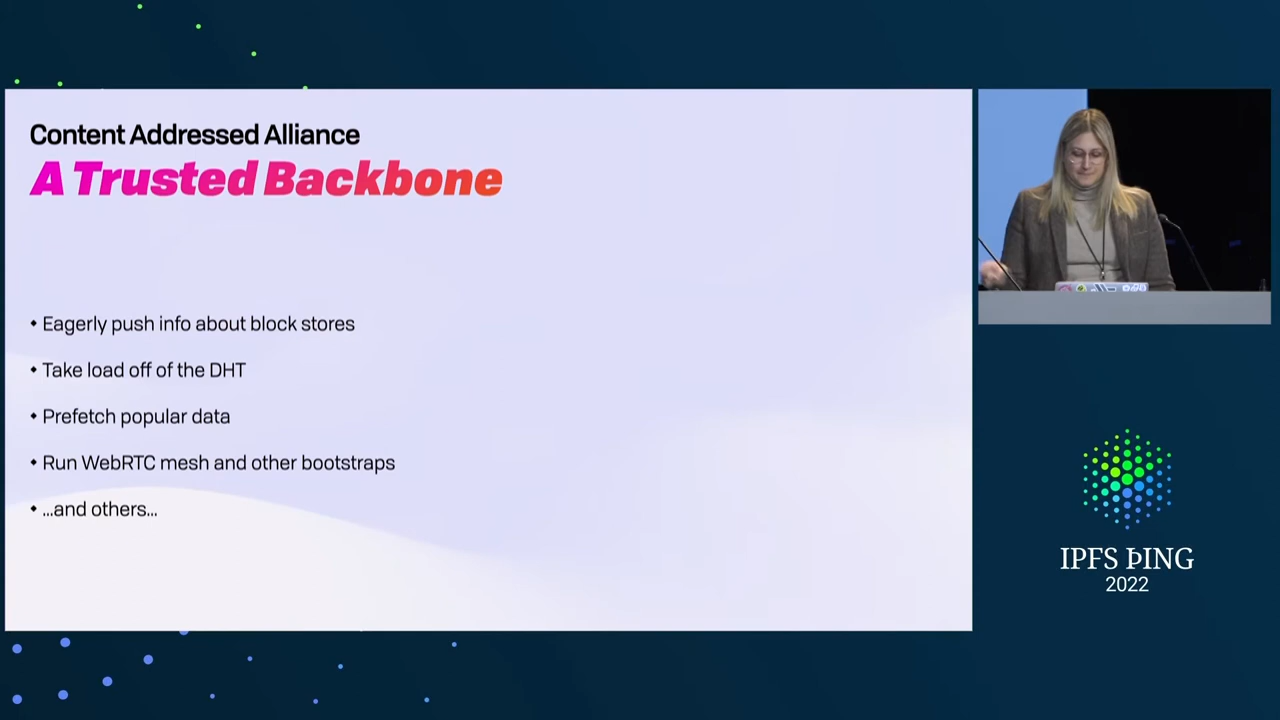 Content Addressed Alliance
A Trusted Backbone
• Eagerly push info about block stores
• Take load off of the DHT
• Prefetch popular data
• Run WebRTC mesh and other bootstraps
• ...and others...
IPFS ÞING
2022